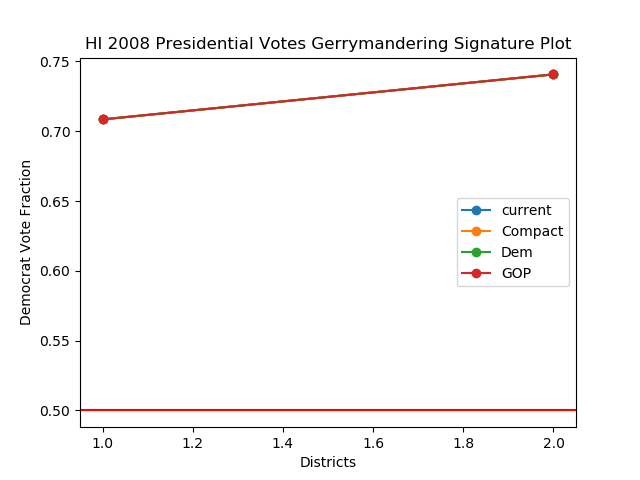 HI 2008 Presidential Votes Gerrymandering Signature Plot
0.75
0.70
0.65
0.60
0.55
0.50
Democrat Vote Fraction
current
Compact
Dem
GOP
1.0 1.2 1.4 1.6 1.8 2.0
Districts